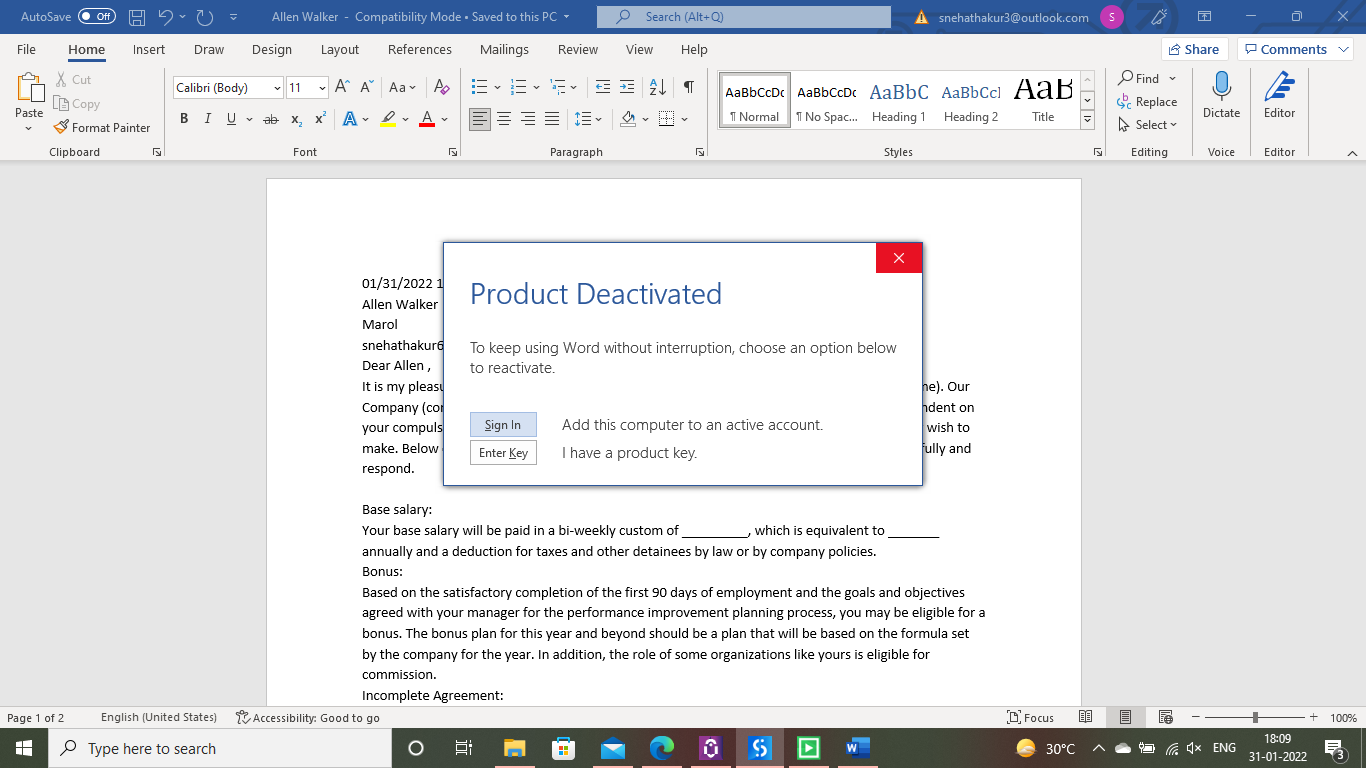 AutoSave Off Allen Walker - Compatibility Mode • Saved to this PC Search (Alt+Q) snehathakur3@outlook.com S
File Home Insert Draw Design Layout References Mailings Review View Help Share Comments
Paste Cut Copy Format Painter
Calibri (Body) 11 A A Aa A
B I U ab x₂ x² A A
AaBbCcDc AaBbCcDc AaBbC AaBbCcI AaB
¶ Normal ¶ No Spac... Heading 1 Heading 2 Title
Find Replace Select
Dictate Editor
Clipboard Font Paragraph Styles Editing Voice Editor
01/31/2022 1
Allen Walker
Marol
snehathakur6
Dear Allen ,
It is my pleasu ne). Our
Company (cor ndent on
your compuls wish to
make. Below fully and
respond.
Product Deactivated
To keep using Word without interruption, choose an option below
to reactivate.
Sign In Add this computer to an active account.
Enter Key I have a product key.
Base salary:
Your base salary will be paid in a bi-weekly custom of _________, which is equivalent to _______
annually and a deduction for taxes and other detainees by law or by company policies.
Bonus:
Based on the satisfactory completion of the first 90 days of employment and the goals and objectives
agreed with your manager for the performance improvement planning process, you may be eligible for a
bonus. The bonus plan for this year and beyond should be a plan that will be based on the formula set
by the company for the year. In addition, the role of some organizations like yours is eligible for
commission.
Incomplete Agreement:
Page 1 of 2 English (United States) Accessibility: Good to go Focus 100%
Type here to search 30°C ENG 18:09
31-01-2022 3